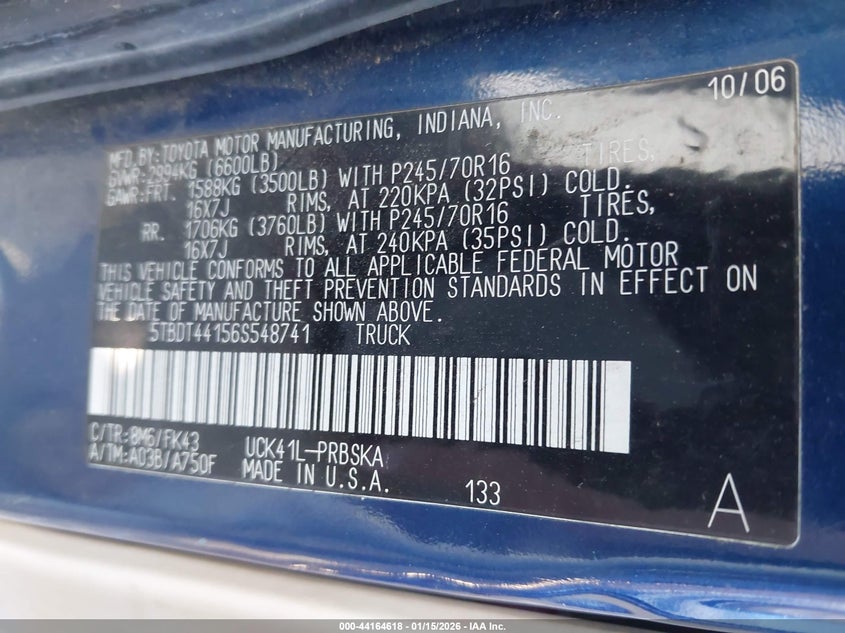 10/06
MFD. BY: TOYOTA MOTOR MANUFACTURING, INDIANA, INC.
GVWR: 2994KG (6600LB)
GAWR: FRT. 1588KG (3500LB) WITH P245/70R16 TIRES,
16X7J RIMS, AT 220KPA (32PSI) COLD.
RR. 1706KG (3760LB) WITH P245/70R16 TIRES,
16X7J RIMS, AT 240KPA (35PSI) COLD.
THIS VEHICLE CONFORMS TO ALL APPLICABLE FEDERAL MOTOR
VEHICLE SAFETY AND THEFT PREVENTION STANDARDS IN EFFECT ON
THE DATE OF MANUFACTURE SHOWN ABOVE.
5TBDT44156S548741 TRUCK
C/TR: 8M6/FK43 UCK41L-PRBSKA
A/TM: A03B/A750F MADE IN U.S.A. 133
A
000-44164618 - 01/15/2026 - IAA Inc.